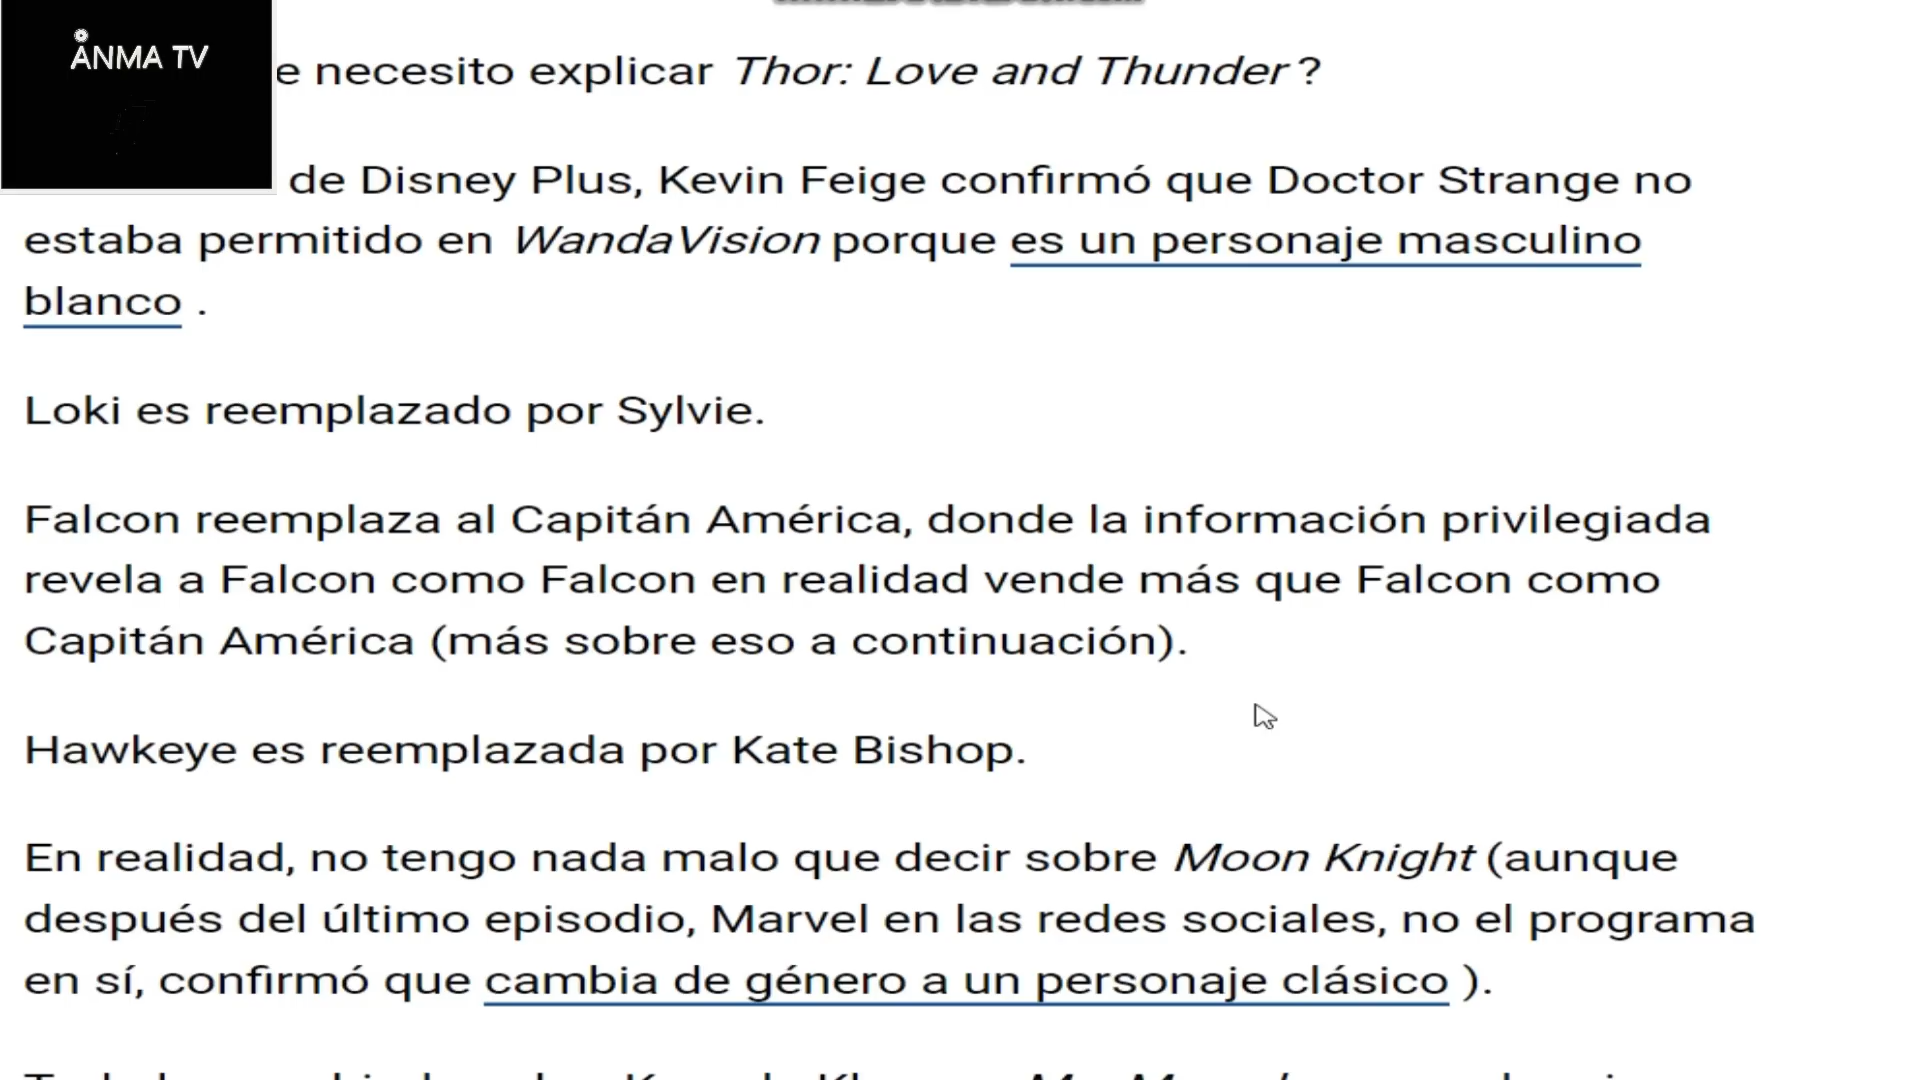 ANMA TV
e necesito explicar Thor: Love and Thunder ?
de Disney Plus, Kevin Feige confirmó que Doctor Strange no
estaba permitido en WandaVision porque es un personaje masculino
blanco .
Loki es reemplazado por Sylvie.
Falcon reemplaza al Capitán América, donde la información privilegiada
revela a Falcon como Falcon en realidad vende más que Falcon como
Capitán América (más sobre eso a continuación).
Hawkeye es reemplazada por Kate Bishop.
En realidad, no tengo nada malo que decir sobre Moon Knight (aunque
después del último episodio, Marvel en las redes sociales, no el programa
en sí, confirmó que cambia de género a un personaje clásico ).